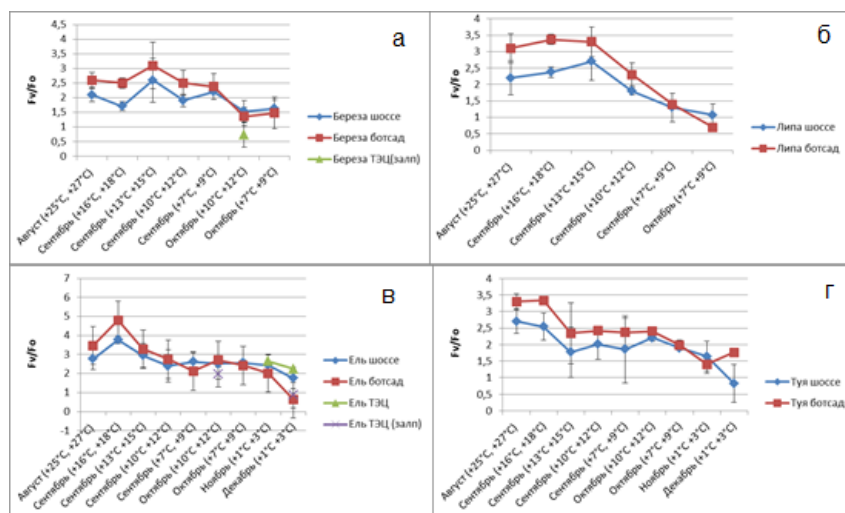 а
Fv/Fo
4,5
4
3,5
3
2,5
2
1,5
1
0,5
0
Август (+25°С, +27°С)
Сентябрь (+16°С, +18°С)
Сентябрь (+13°С +15°С)
Сентябрь (+10°С +12°С)
Сентябрь (+7°С, +9°С)
Октябрь (+10°С +12°С)
Октябрь (+7°С +9°С)
Береза шоссе
Береза ботсад
Береза ТЭЦ(залп)
б
Fv/Fo
4
3,5
3
2,5
2
1,5
1
0,5
0
Август (+25°С, +27°С)
Сентябрь (+16°С, +18°С)
Сентябрь (+13°С +15°С)
Сентябрь (+10°С +12°С)
Сентябрь (+7°С, +9°С)
Октябрь (+7°С +9°С)
Липа шоссе
Липа ботсад
в
Fv/Fo
7
6
5
4
3
2
1
0
-1
Август (+25°С, +27°С)
Сентябрь (+16°С, +18°С)
Сентябрь (+13°С +15°С)
Сентябрь (+10°С +12°С)
Сентябрь (+7°С, +9°С)
Октябрь (+10°С +12°С)
Октябрь (+7°С +9°С)
Ноябрь (+1°С +3°С)
Декабрь (+1°С +3°С)
Ель шоссе
Ель ботсад
Ель ТЭЦ
Ель ТЭЦ (залп)
г
Fv/Fo
4
3,5
3
2,5
2
1,5
1
0,5
0
Август (+25°С, +27°С)
Сентябрь (+16°С, +18°С)
Сентябрь (+13°С +15°С)
Сентябрь (+10°С +12°С)
Сентябрь (+7°С, +9°С)
Октябрь (+10°С +12°С)
Октябрь (+7°С +9°С)
Ноябрь (+1°С +3°С)
Декабрь (+1°С +3°С)
Туя шоссе
Туя ботсад